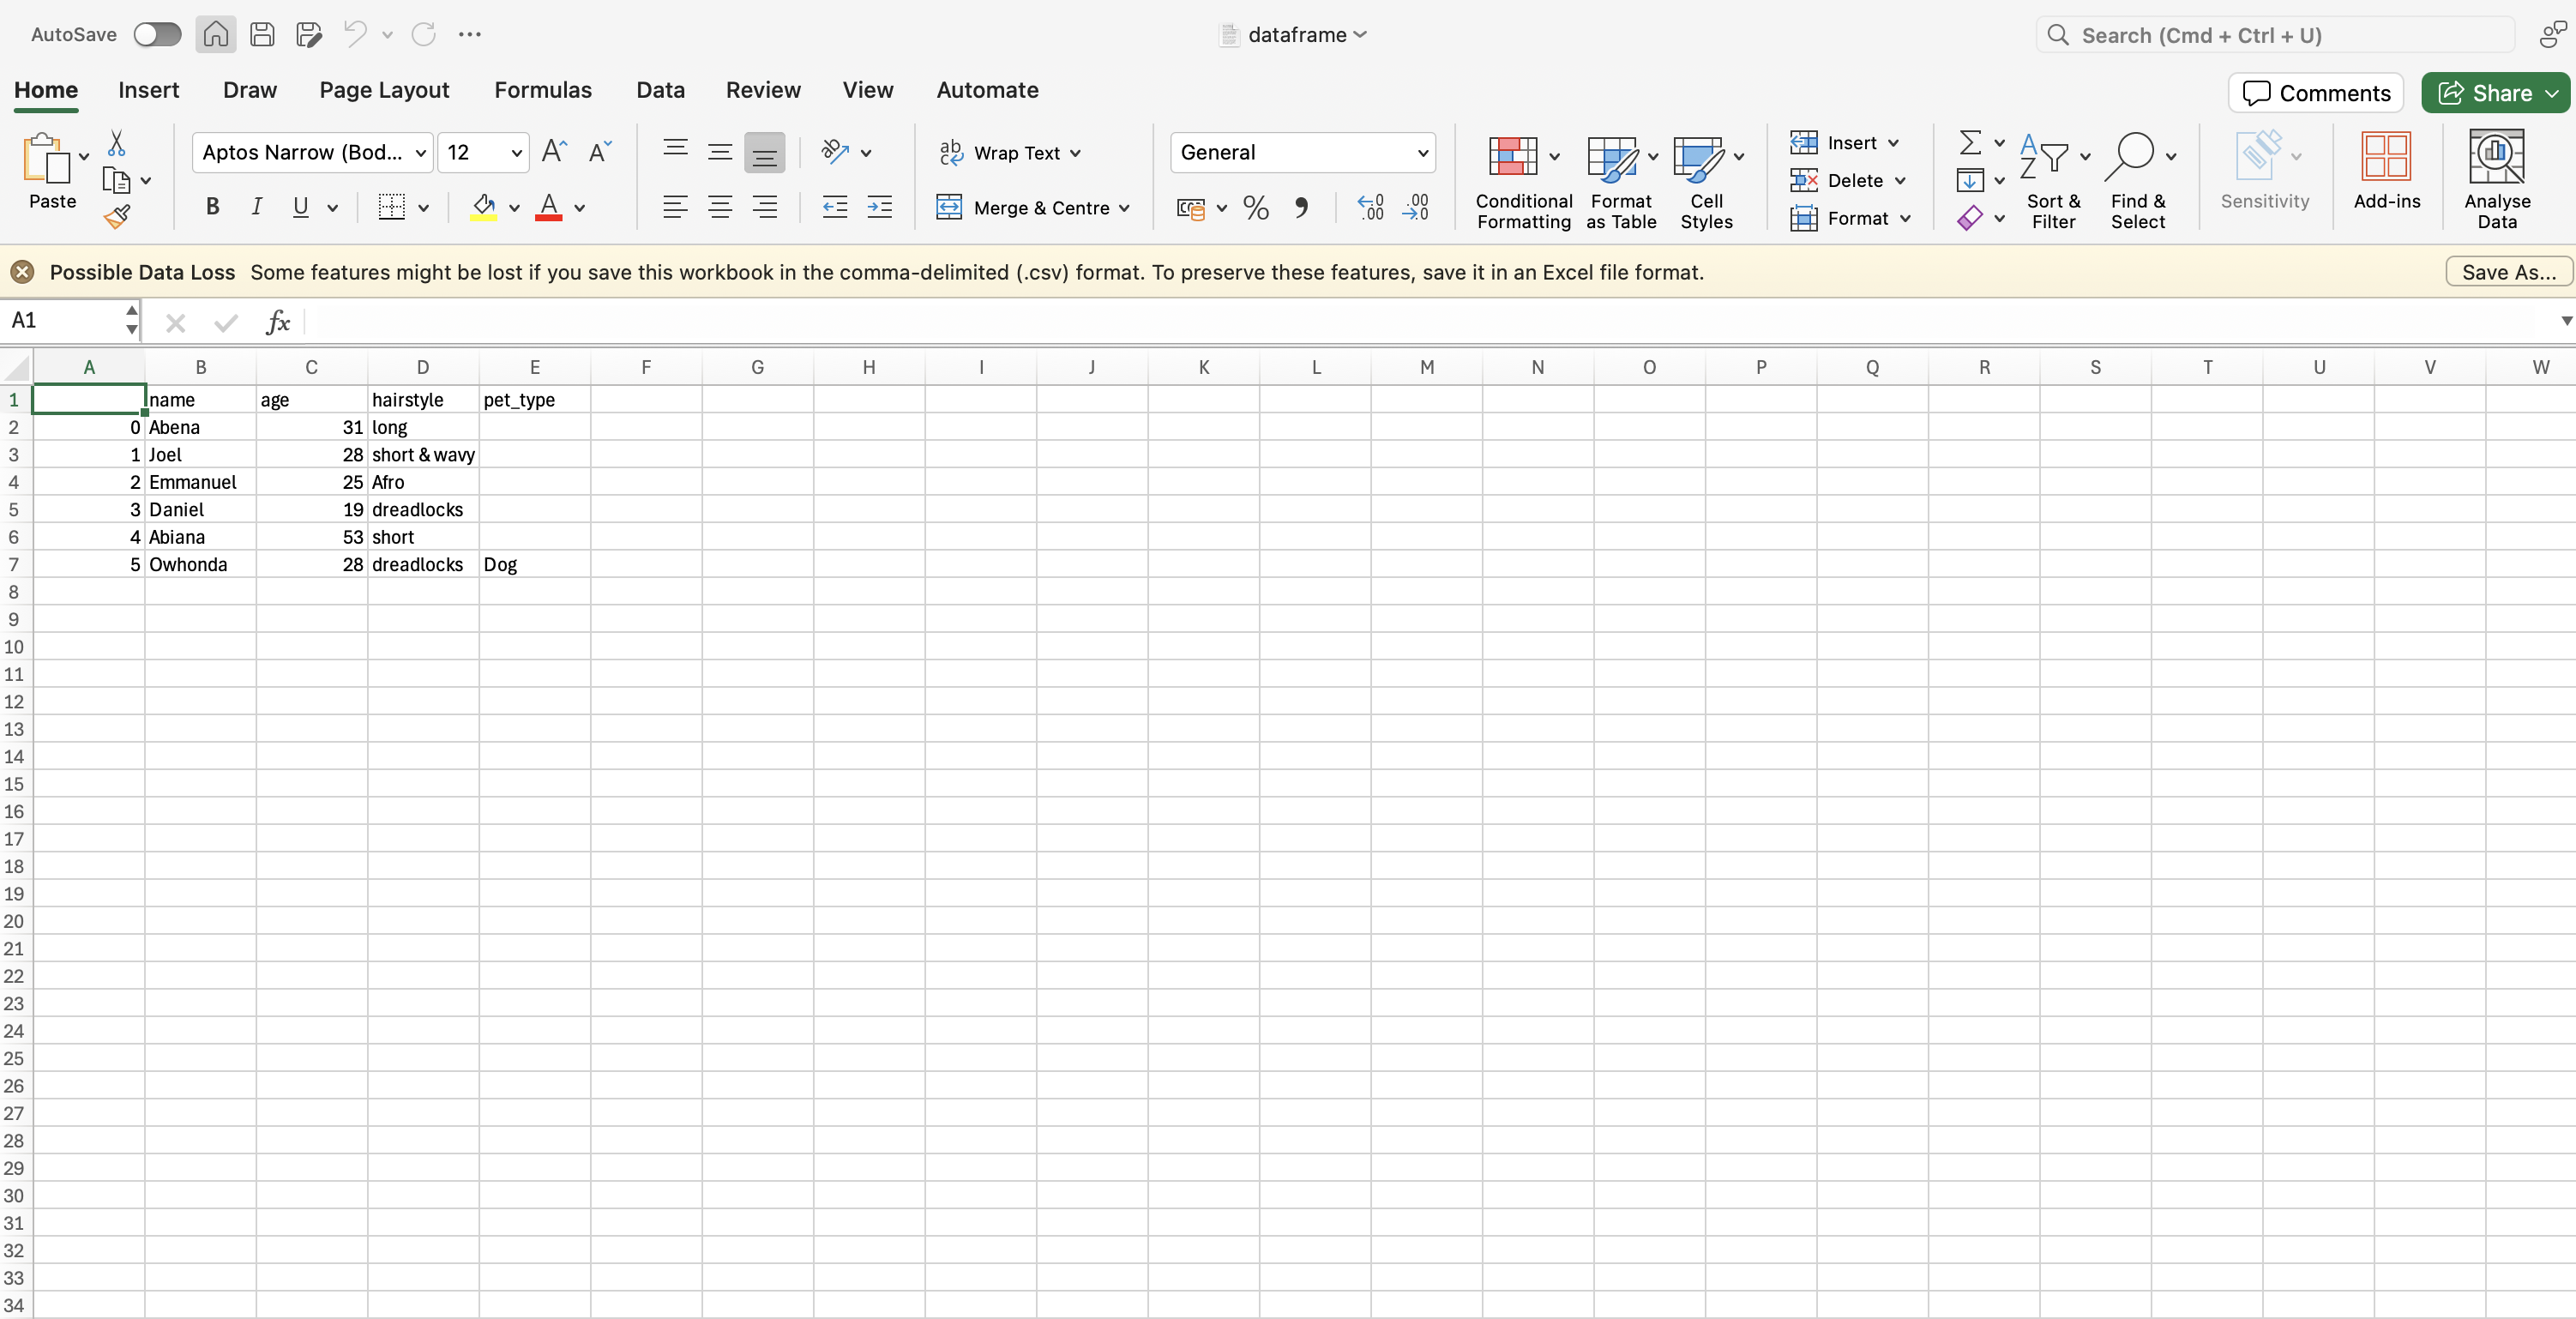 AutoSave dataframe Search (Cmd + Ctrl + U)
Home Insert Draw Page Layout Formulas Data Review View Automate Comments Share
Paste
Aptos Narrow (Bod... 12
B I U
Wrap Text
Merge & Centre
General
Conditional Formatting
Format as Table
Cell Styles
Insert
Delete
Format
Sort & Filter
Find & Select
Sensitivity
Add-ins
Analyse Data
Possible Data Loss Some features might be lost if you save this workbook in the comma-delimited (.csv) format. To preserve these features, save it in an Excel file format. Save As...
A1 fx
A B C D E F G H I J K L M N O P Q R S T U V W
1 name age hairstyle pet_type
2 0 Abena 31 long
3 1 Joel 28 short & wavy
4 2 Emmanuel 25 Afro
5 3 Daniel 19 dreadlocks
6 4 Abiana 53 short
7 5 Owhonda 28 dreadlocks Dog
8
9
10
11
12
13
14
15
16
17
18
19
20
21
22
23
24
25
26
27
28
29
30
31
32
33
34